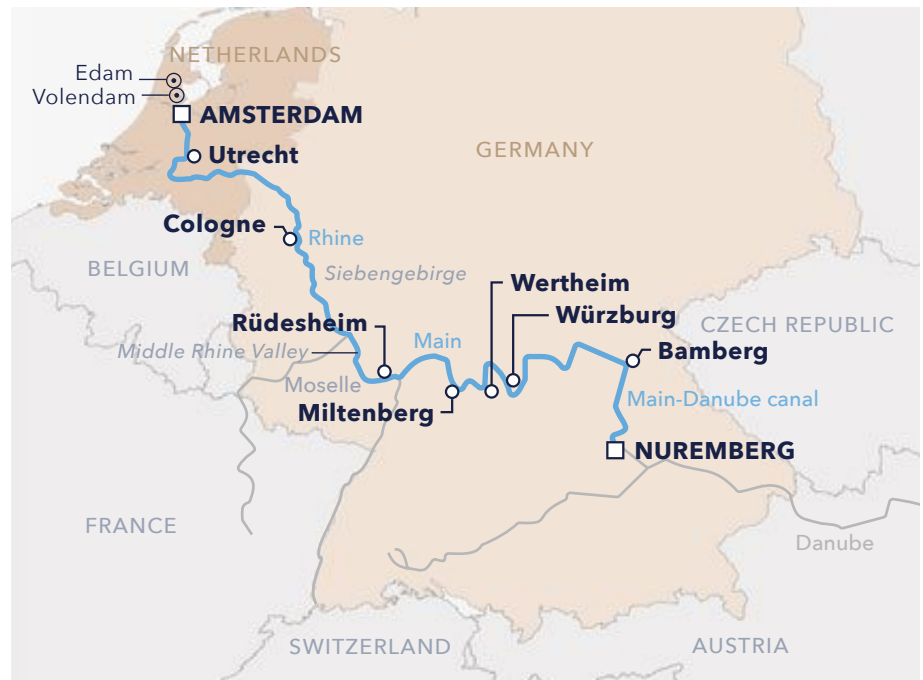 NETHERLANDS
Edam
Volendam
AMSTERDAM
Utrecht
GERMANY
Cologne
Rhine
BELGIUM
Siebengebirge
Wertheim
Rüdesheim
Würzburg
CZECH REPUBLIC
Main
Middle Rhine Valley
Bamberg
Moselle
Miltenberg
Main-Danube canal
NUREMBERG
FRANCE
Danube
SWITZERLAND
AUSTRIA